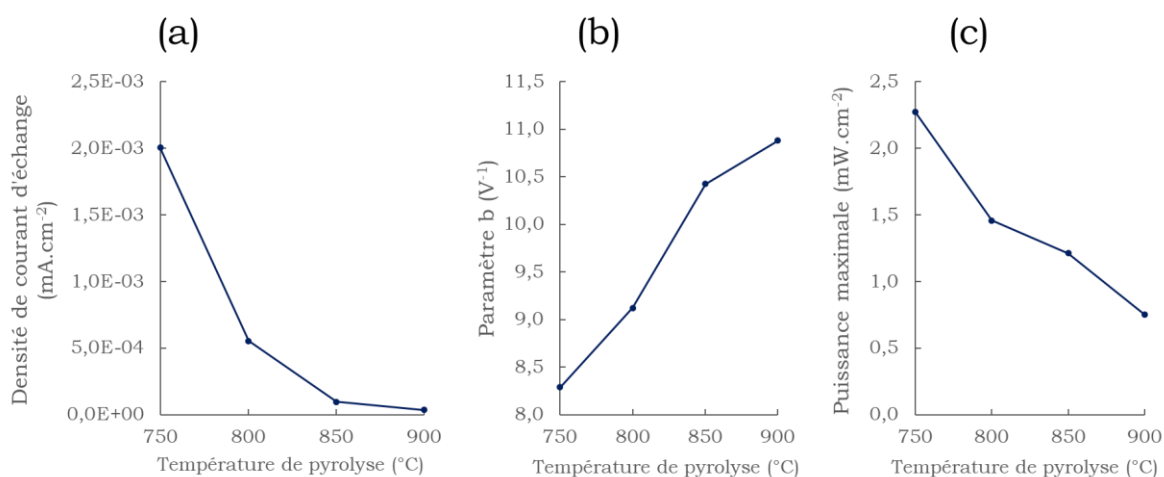 (a)
Densité de courant d'échange
(mA.cm-2)
2,5E-03
2,0E-03
1,5E-03
1,0E-03
5,0E-04
0,0E+00
750 800 850 900
Température de pyrolyse (°C)
(b)
Paramètre b (V-1)
11,5
11,0
10,5
10,0
9,5
9,0
8,5
8,0
750 800 850 900
Température de pyrolyse (°C)
(c)
Puissance maximale (mW.cm-2)
2,5
2,0
1,5
1,0
0,5
0,0
750 800 850 900
Température de pyrolyse (°C)